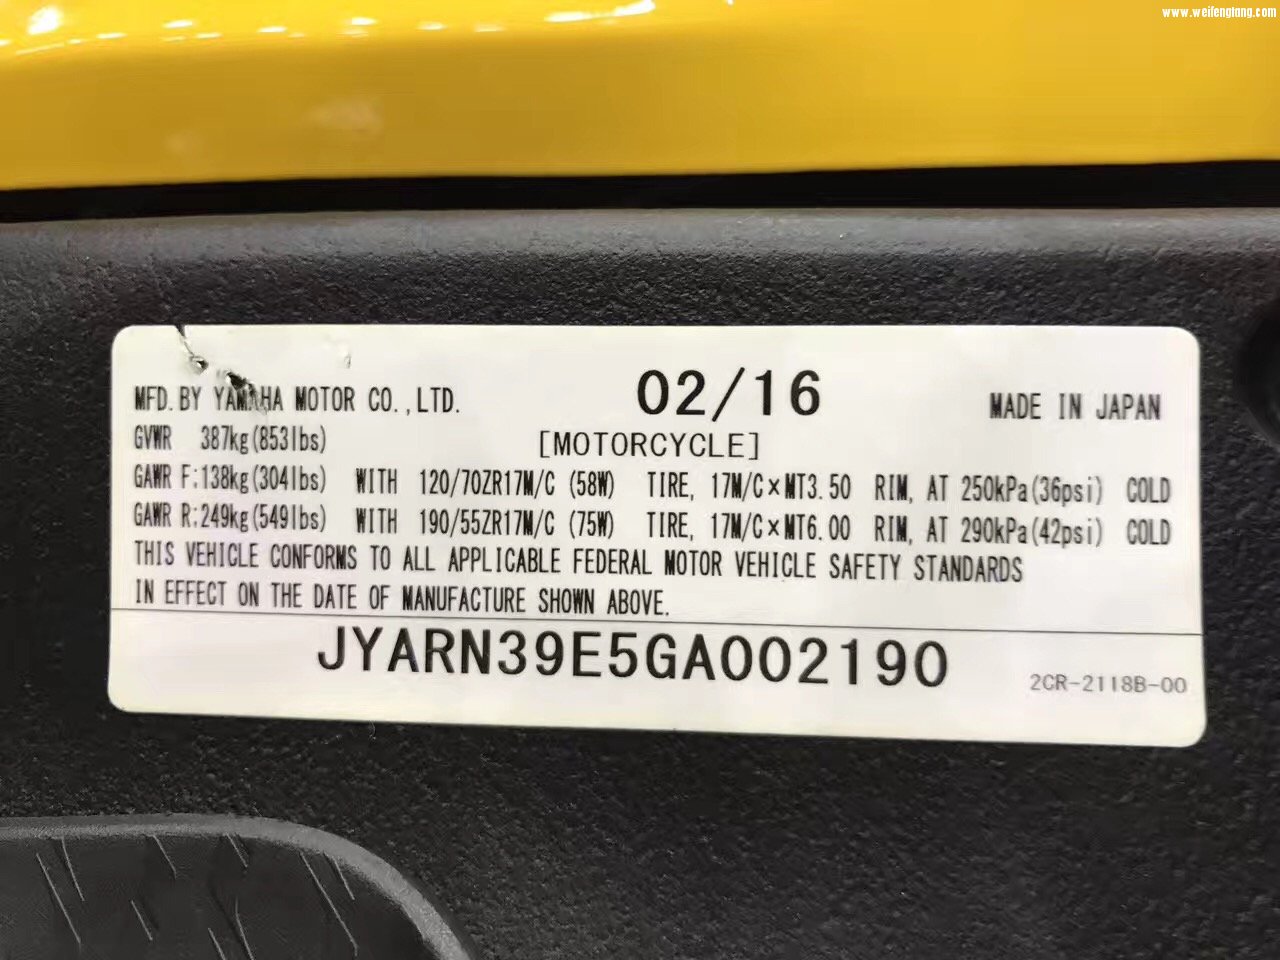 www.weifengtang.com
MFD. BY YAMAHA MOTOR CO.,LTD. 02/16 MADE IN JAPAN
GVWR 387kg(853lbs) [MOTORCYCLE]
GAWR F:138kg(304lbs) WITH 120/70ZR17M/C (58W) TIRE, 17M/C×MT3.50 RIM, AT 250kPa(36psi) COLD
GAWR R:249kg(549lbs) WITH 190/55ZR17M/C (75W) TIRE, 17M/C×MT6.00 RIM, AT 290kPa(42psi) COLD
THIS VEHICLE CONFORMS TO ALL APPLICABLE FEDERAL MOTOR VEHICLE SAFETY STANDARDS
IN EFFECT ON THE DATE OF MANUFACTURE SHOWN ABOVE.
JYARN39E5GA002190
2CR-2118B-00